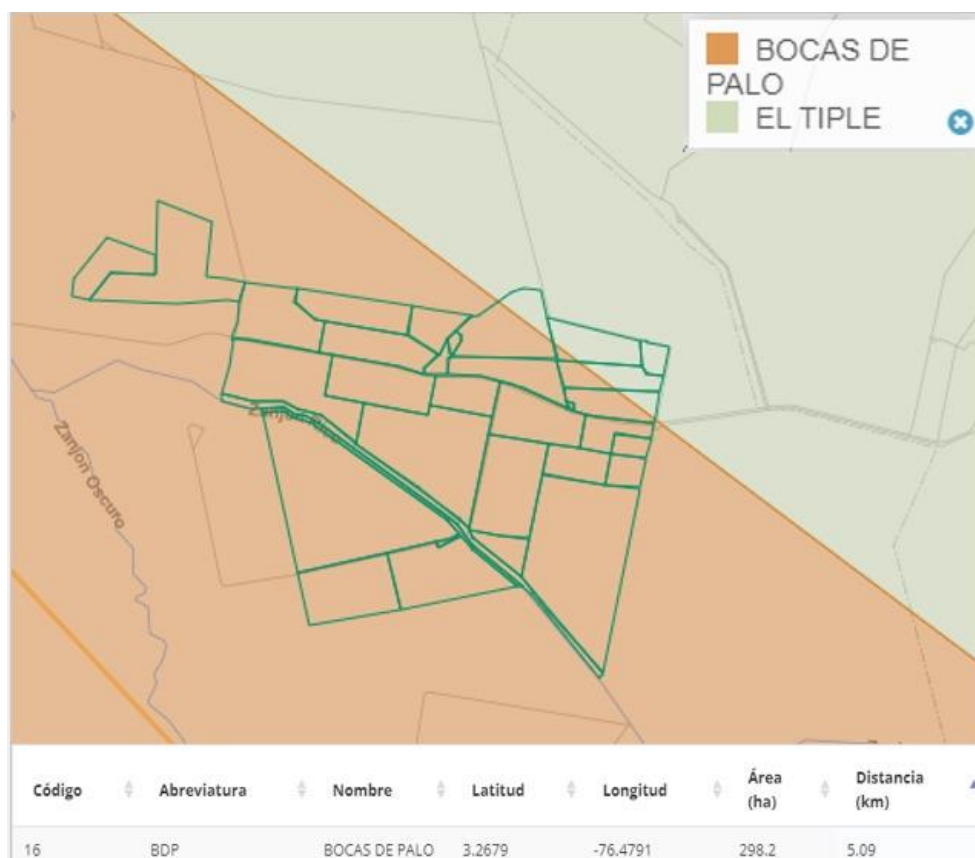 BOCAS DE
PALO
EL TIPLE
Zanjon Oscuro
Código Abreviatura Nombre Latitud Longitud Área (ha) Distancia (km)
16 BDP BOCAS DE PALO 3.2679 -76.4791 298.2 5.09